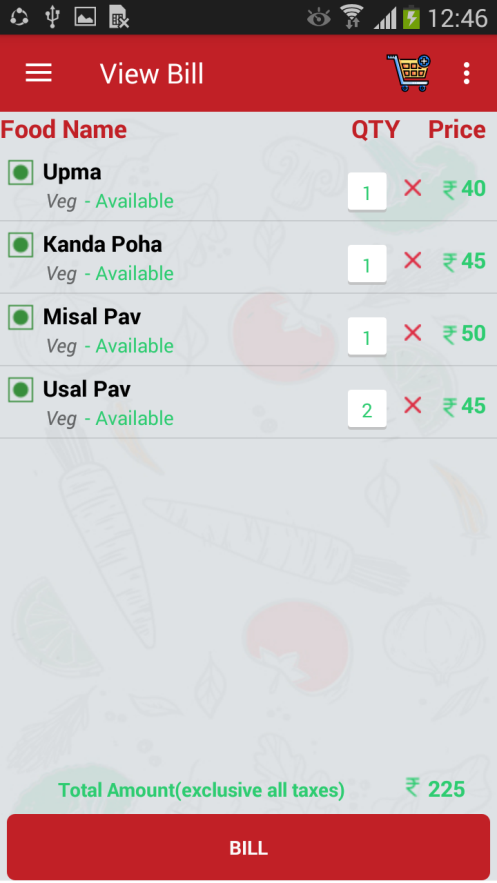 12:46
View Bill
Food Name QTY Price
Upma
Veg - Available 1 ₹ 40
Kanda Poha
Veg - Available 1 ₹ 45
Misal Pav
Veg - Available 1 ₹ 50
Usal Pav
Veg - Available 2 ₹ 45
Total Amount(exclusive all taxes) ₹ 225
BILL